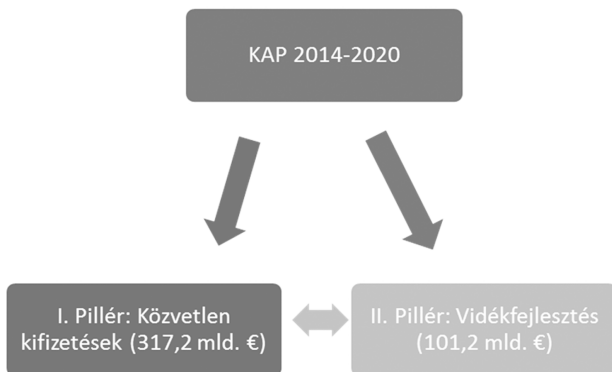 KAP 2014-2020
I. Pillér: Közvetlen
kifizetések (317,2 mld. €)
II. Pillér: Vidékfejlesztés
(101,2 mld. €)